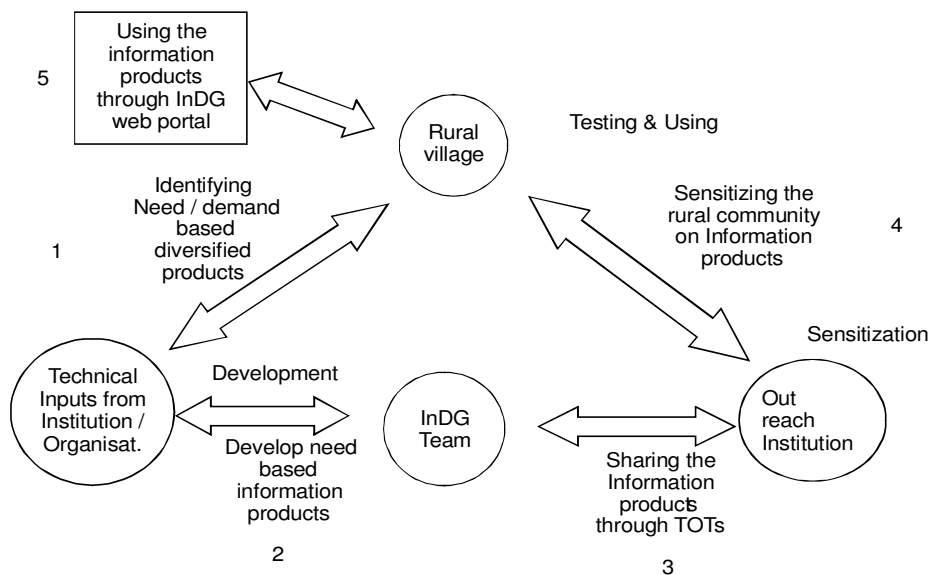 Using the
information
products
through InDG
web portal
5
Rural
village
Testing & Using
Identifying
Need / demand
based
diversified
products
1
Sensitizing the
rural community
on Information
products
4
Sensitization
Technical
Inputs from
Institution /
Organisat.
Development
Develop need
based
information
products
2
InDG
Team
Sharing the
Information
products
through TOTs
3
Out
reach
Institution